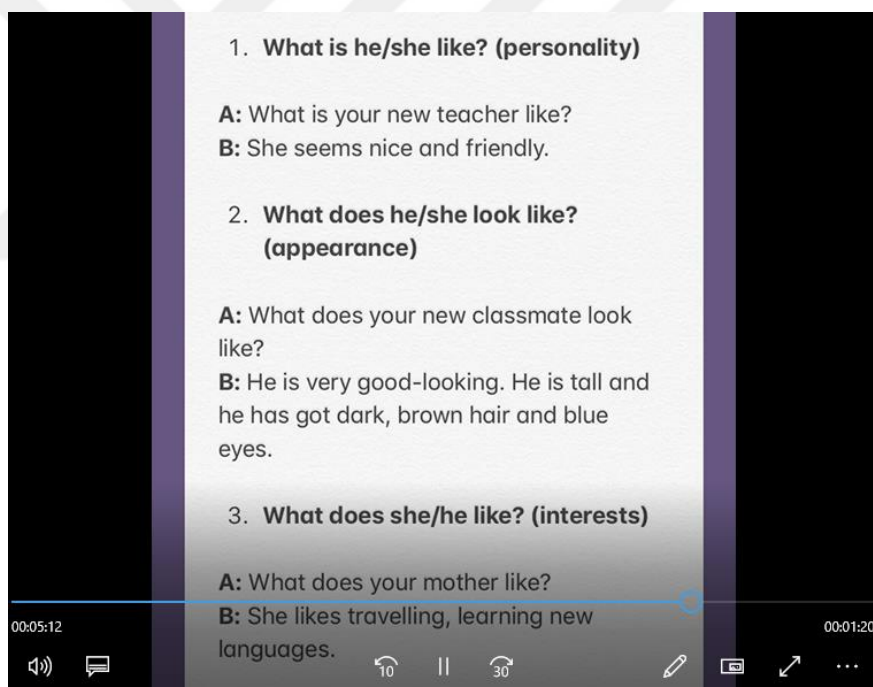 1. What is he/she like? (personality)
A: What is your new teacher like?
B: She seems nice and friendly.
2. What does he/she look like?
(appearance)
A: What does your new classmate look
like?
B: He is very good-looking. He is tall and
he has got dark, brown hair and blue
eyes.
3. What does she/he like? (interests)
A: What does your mother like?
B: She likes travelling, learning new
languages.
00:05:12
00:01:20
10
30